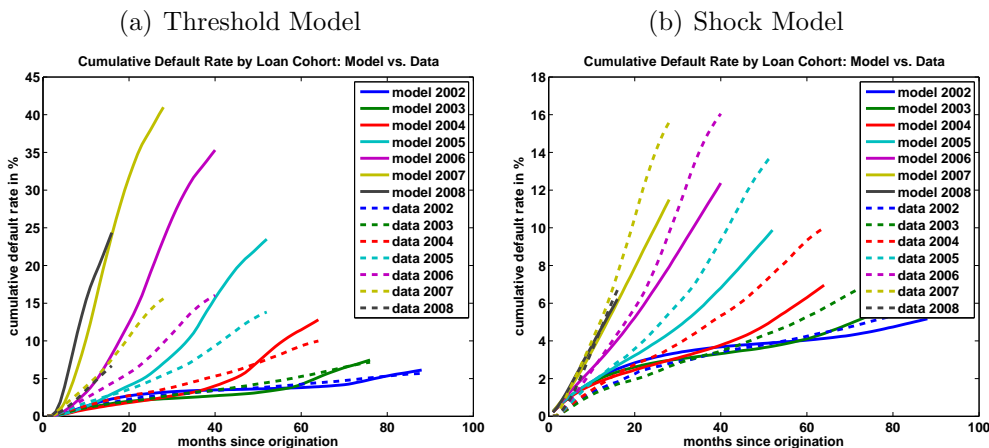 (a) Threshold Model
Cumulative Default Rate by Loan Cohort: Model vs. Data
cumulative default rate in %
45
40
35
30
25
20
15
10
5
0
0 20 40 60 80 100
months since origination
model 2002
model 2003
model 2004
model 2005
model 2006
model 2007
model 2008
data 2002
data 2003
data 2004
data 2005
data 2006
data 2007
data 2008
(b) Shock Model
Cumulative Default Rate by Loan Cohort: Model vs. Data
cumulative default rate in %
18
16
14
12
10
8
6
4
2
0
0 20 40 60 80 100
months since origination
model 2002
model 2003
model 2004
model 2005
model 2006
model 2007
model 2008
data 2002
data 2003
data 2004
data 2005
data 2006
data 2007
data 2008